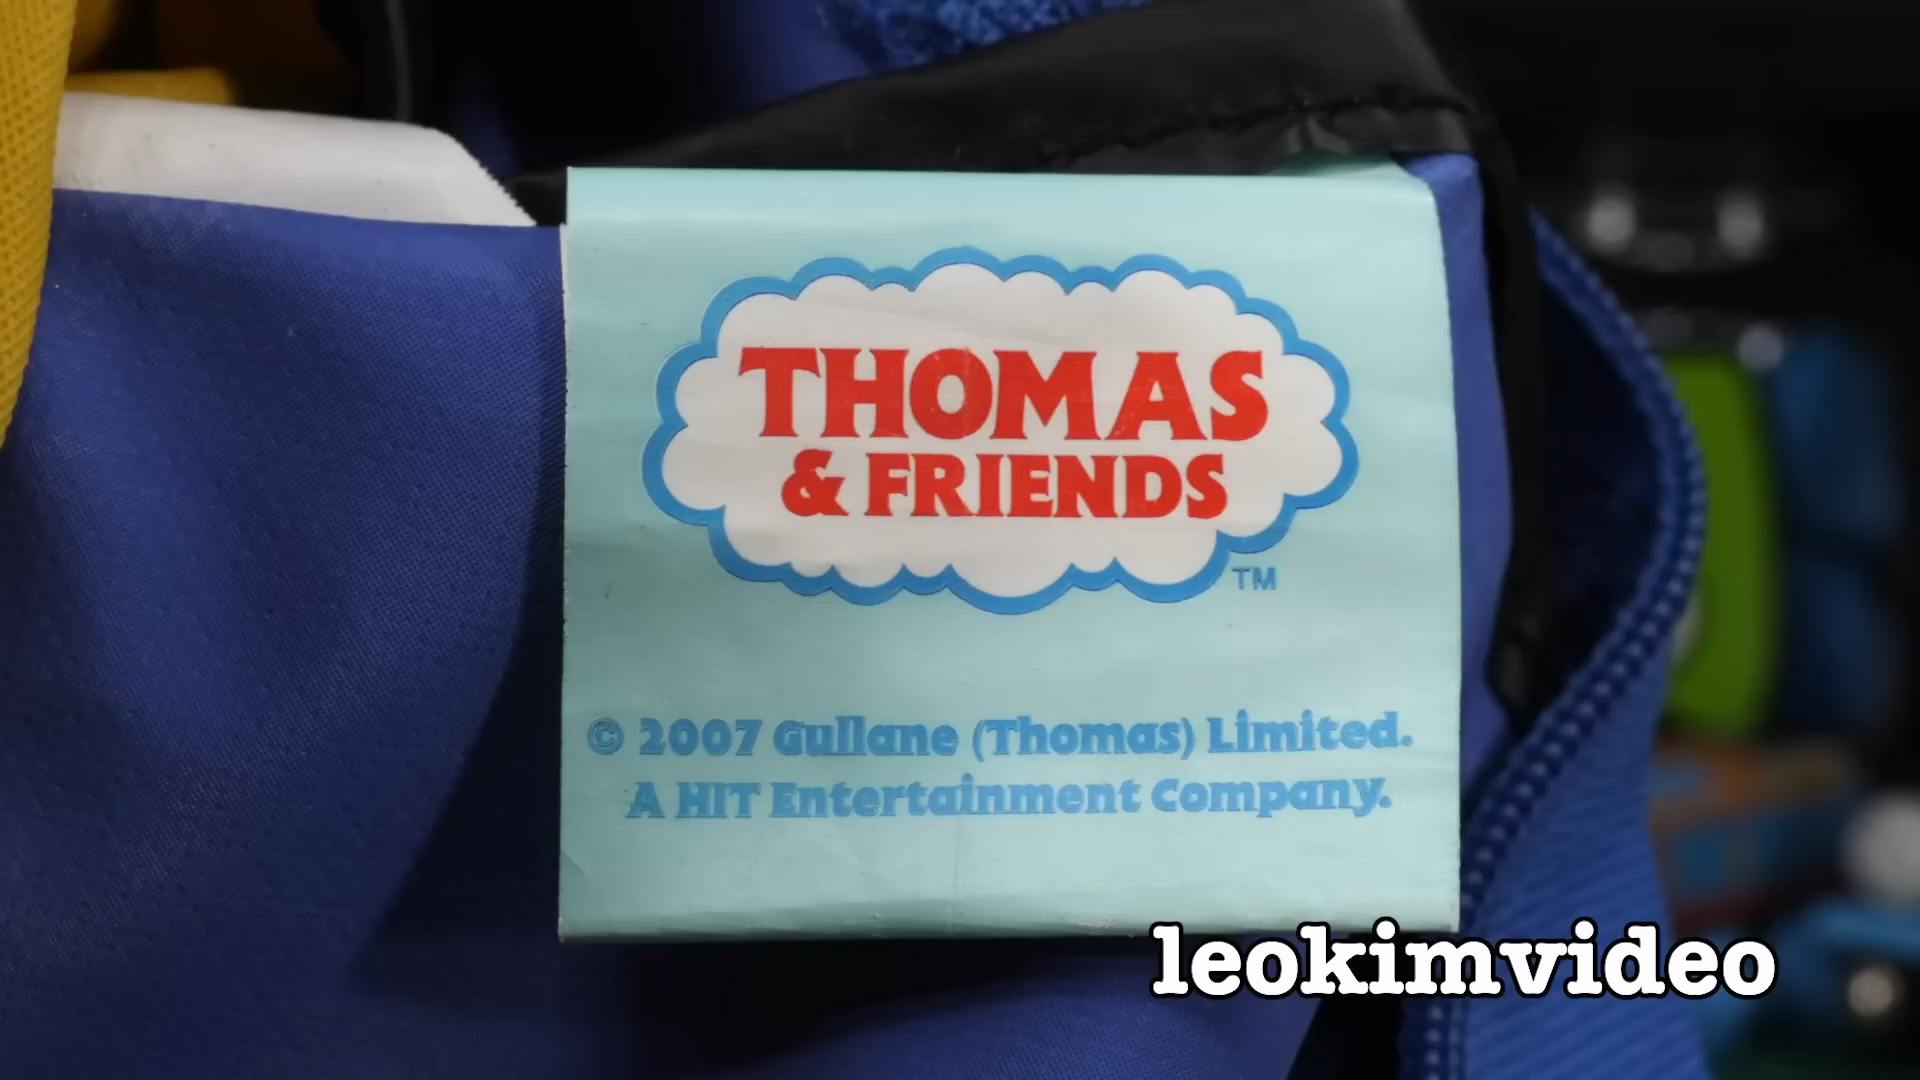 THOMAS
& FRIENDS
TM
© 2007 Gullane (Thomas) Limited.
A HIT Entertainment Company.
leokimvideo